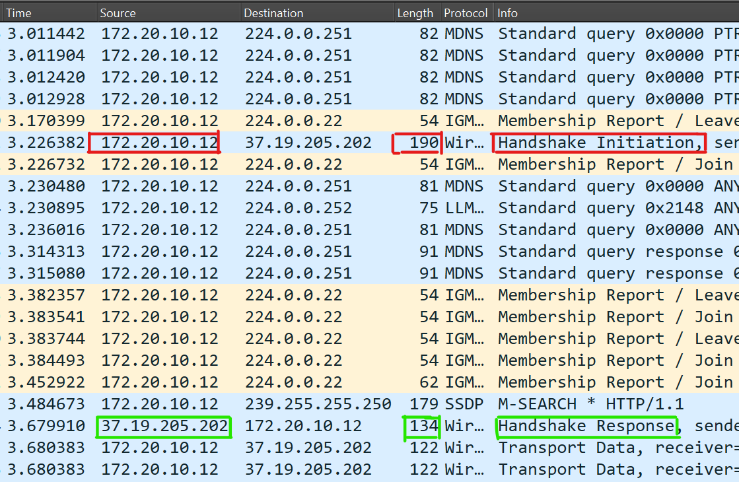 Time Source Destination Length Protocol Info
3.011442 172.20.10.12 224.0.0.251 82 MDNS Standard query 0x0000 PTR
3.011904 172.20.10.12 224.0.0.251 82 MDNS Standard query 0x0000 PTR
3.012420 172.20.10.12 224.0.0.251 82 MDNS Standard query 0x0000 PTR
3.012928 172.20.10.12 224.0.0.251 82 MDNS Standard query 0x0000 PTR
3.170399 172.20.10.12 224.0.0.22 54 IGM… Membership Report / Leave
3.226382 172.20.10.12 37.19.205.202 190 Wir… Handshake Initiation, sen
3.226732 172.20.10.12 224.0.0.22 54 IGM… Membership Report / Join
3.230480 172.20.10.12 224.0.0.251 81 MDNS Standard query 0x0000 ANY
3.230895 172.20.10.12 224.0.0.252 75 LLM… Standard query 0x2148 ANY
3.236016 172.20.10.12 224.0.0.251 81 MDNS Standard query 0x0000 ANY
3.314313 172.20.10.12 224.0.0.251 91 MDNS Standard query response 0
3.315080 172.20.10.12 224.0.0.251 91 MDNS Standard query response 0
3.382357 172.20.10.12 224.0.0.22 54 IGM… Membership Report / Leave
3.383541 172.20.10.12 224.0.0.22 54 IGM… Membership Report / Join
3.383744 172.20.10.12 224.0.0.22 54 IGM… Membership Report / Leave
3.384493 172.20.10.12 224.0.0.22 54 IGM… Membership Report / Join
3.452922 172.20.10.12 224.0.0.22 62 IGM… Membership Report / Join
3.484673 172.20.10.12 239.255.255.250 179 SSDP M-SEARCH * HTTP/1.1
3.679910 37.19.205.202 172.20.10.12 134 Wir… Handshake Response, sende
3.680383 172.20.10.12 37.19.205.202 122 Wir… Transport Data, receiver=
3.680383 172.20.10.12 37.19.205.202 122 Wir… Transport Data, receiver=